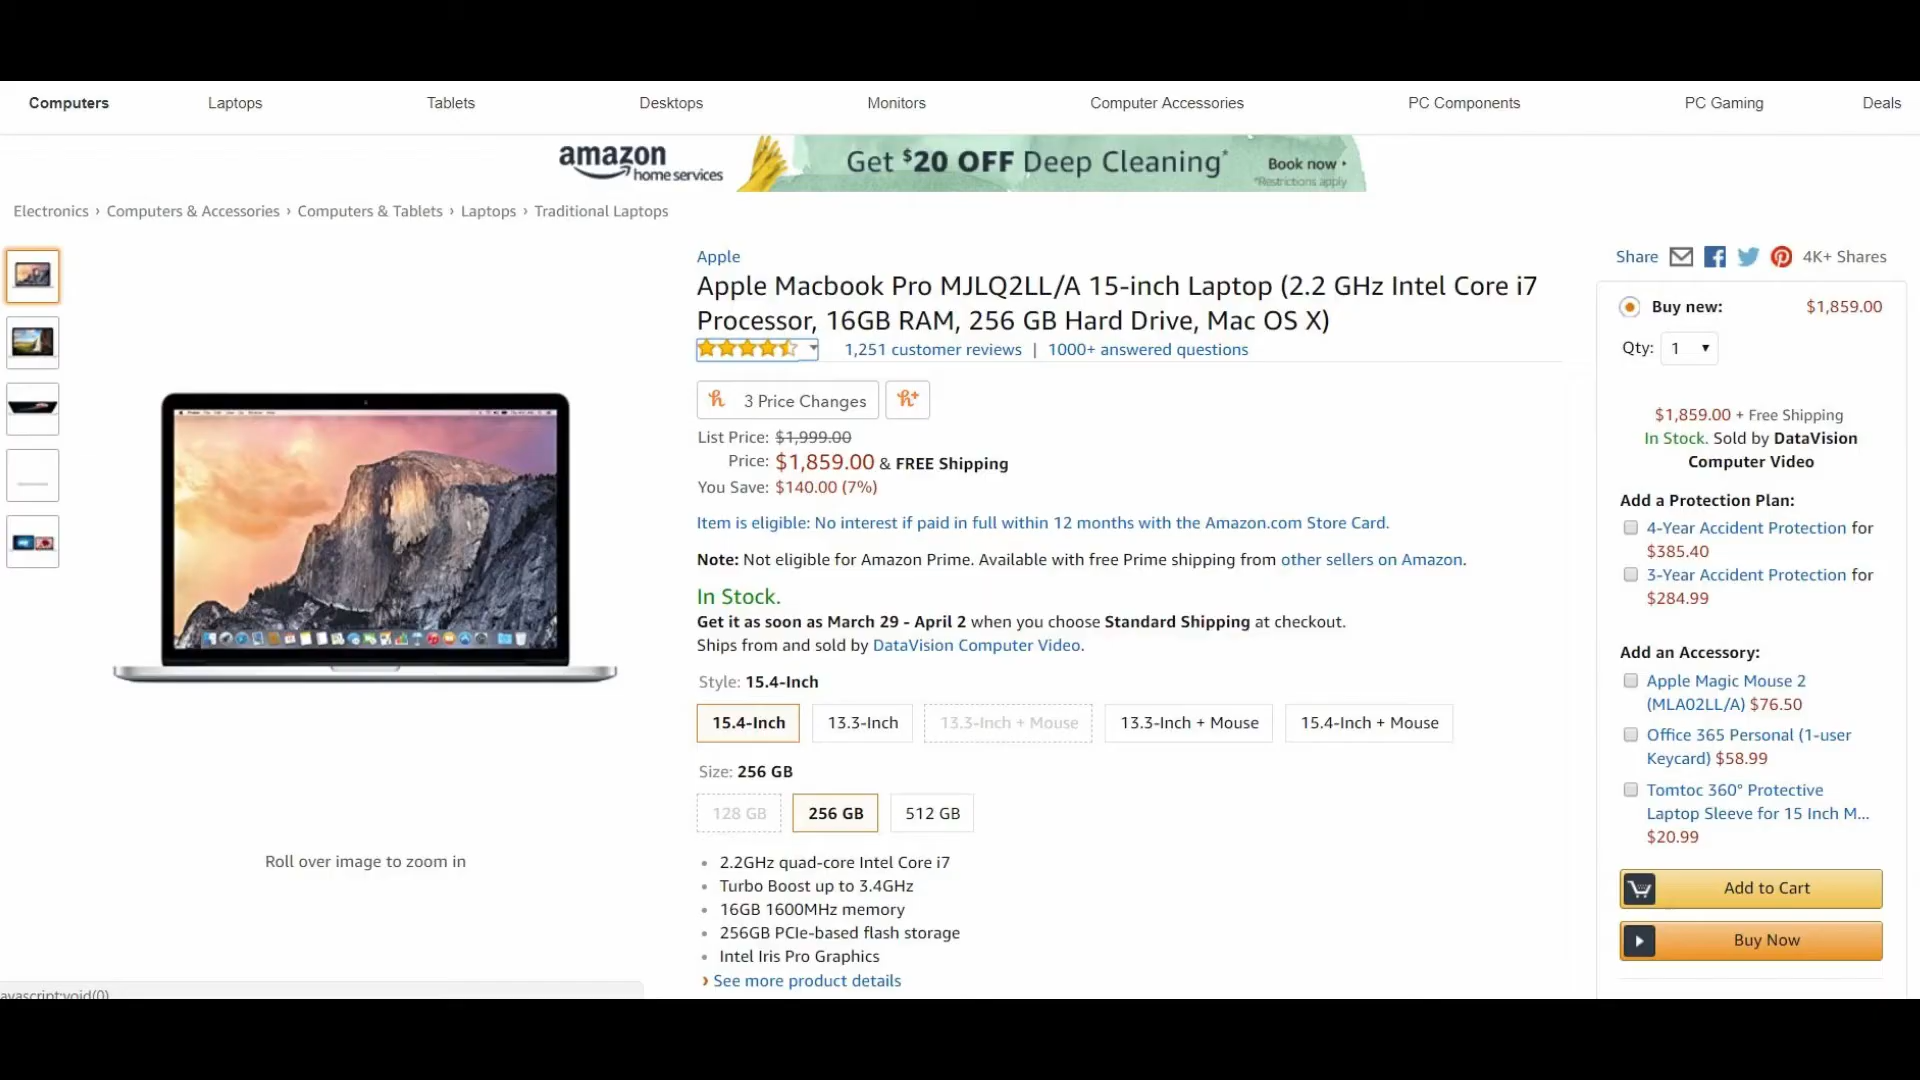 Computers Laptops Tablets Desktops Monitors Computer Accessories PC Components PC Gaming Deals
amazon
home services
Get $20 OFF Deep Cleaning*
Book now ›
*Restrictions apply
Electronics › Computers & Accessories › Computers & Tablets › Laptops › Traditional Laptops
Apple
Apple Macbook Pro MJLQ2LL/A 15-inch Laptop (2.2 GHz Intel Core i7
Processor, 16GB RAM, 256 GB Hard Drive, Mac OS X)
1,251 customer reviews | 1000+ answered questions
3 Price Changes
List Price: $1,999.00
Price: $1,859.00 & FREE Shipping
You Save: $140.00 (7%)
Item is eligible: No interest if paid in full within 12 months with the Amazon.com Store Card.
Note: Not eligible for Amazon Prime. Available with free Prime shipping from other sellers on Amazon.
In Stock.
Get it as soon as March 29 - April 2 when you choose Standard Shipping at checkout.
Ships from and sold by DataVision Computer Video.
Style: 15.4-Inch
15.4-Inch 13.3-Inch 13.3-Inch + Mouse 13.3-Inch + Mouse 15.4-Inch + Mouse
Size: 256 GB
128 GB 256 GB 512 GB
• 2.2GHz quad-core Intel Core i7
• Turbo Boost up to 3.4GHz
• 16GB 1600MHz memory
• 256GB PCIe-based flash storage
• Intel Iris Pro Graphics
› See more product details
Roll over image to zoom in
avascript:void(0)
Share 4K+ Shares
Buy new: $1,859.00
Qty: 1
$1,859.00 + Free Shipping
In Stock. Sold by DataVision
Computer Video
Add a Protection Plan:
4-Year Accident Protection for
$385.40
3-Year Accident Protection for
$284.99
Add an Accessory:
Apple Magic Mouse 2
(MLA02LL/A) $76.50
Office 365 Personal (1-user
Keycard) $58.99
Tomtoc 360° Protective
Laptop Sleeve for 15 Inch M...
$20.99
Add to Cart
Buy Now